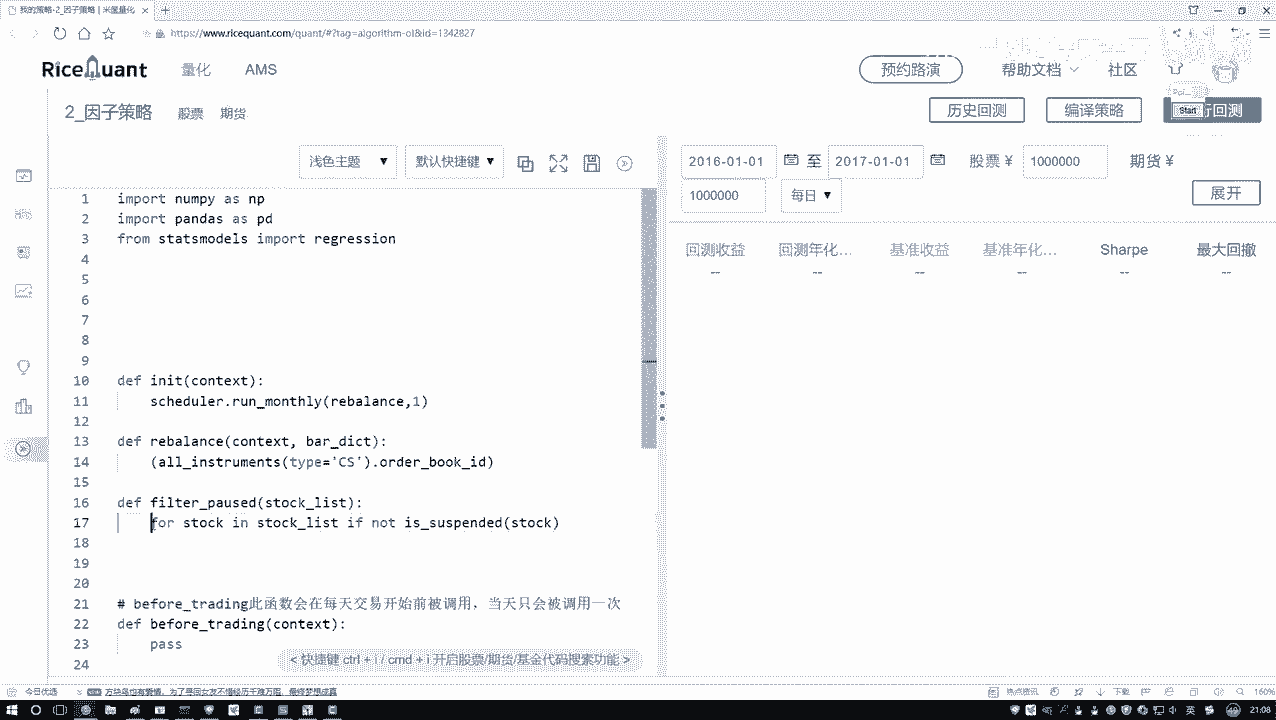 我的策略-2_因子策略 | 米筐量化
https://www.ricequant.com/quant/#?tag=algorithm-ol&id=1342827
RiceQuant 量化 AMS 预约路演 帮助文档 社区
2_因子策略 股票 期货 历史回测 编译策略 行回测
Start
浅色主题 默认快捷键
2016-01-01 至 2017-01-01 股票 ¥ 1000000 期货 ¥
1000000 每日 展开
回测收益 回测年化... 基准收益 基准年化... Sharpe 最大回撤
-- -- -- -- -- --
1 import numpy as np
2 import pandas as pd
3 from statsmodels import regression
4
5
6
7
8
9
10 def init(context):
11 scheduler.run_monthly(rebalance,1)
12
13 def rebalance(context, bar_dict):
14 (all_instruments(type='CS').order_book_id)
15
16 def filter_paused(stock_list):
17 for stock in stock_list if not is_suspended(stock)
18
19
20
21 # before_trading此函数会在每天交易开始前被调用，当天只会被调用一次
22 def before_trading(context):
23 pass
24
< 快捷键 ctrl + i / cmd + i 开启股票/期货/基金代码搜索功能 >
今日优选 热点资讯 下载 160%
英 21:08